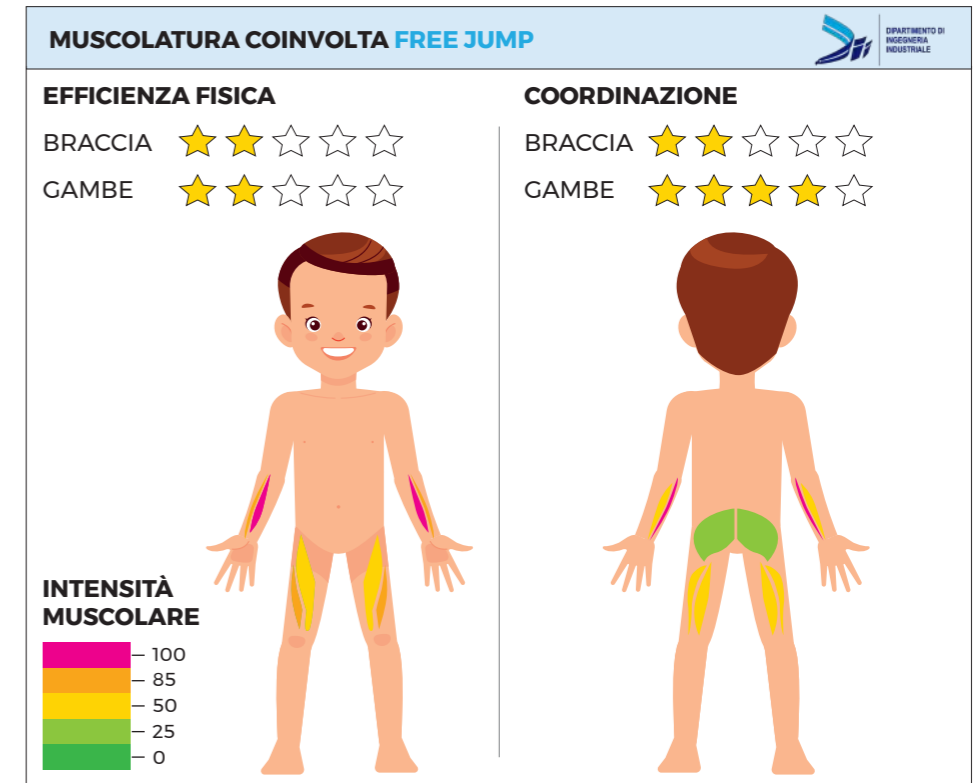 MUSCOLATURA COINVOLTA FREE JUMP
DIPARTIMENTO DI
INGEGNERIA
INDUSTRIALE
EFFICIENZA FISICA
BRACCIA
GAMBE
COORDINAZIONE
BRACCIA
GAMBE
INTENSITÀ
MUSCOLARE
100
85
50
25
0